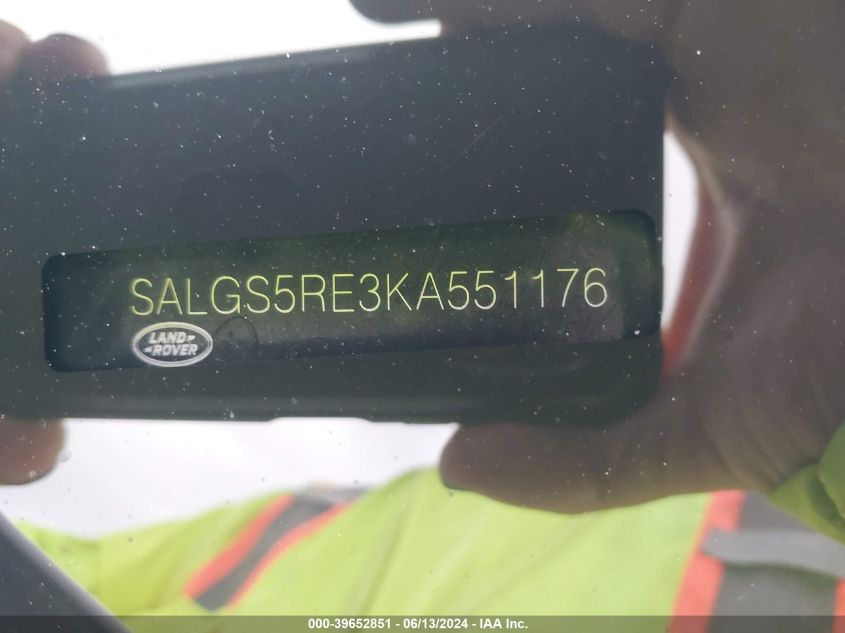 SALGS5RE3KA551176
LAND-
-ROVER
000-39652851 - 06/13/2024 - IAA Inc.